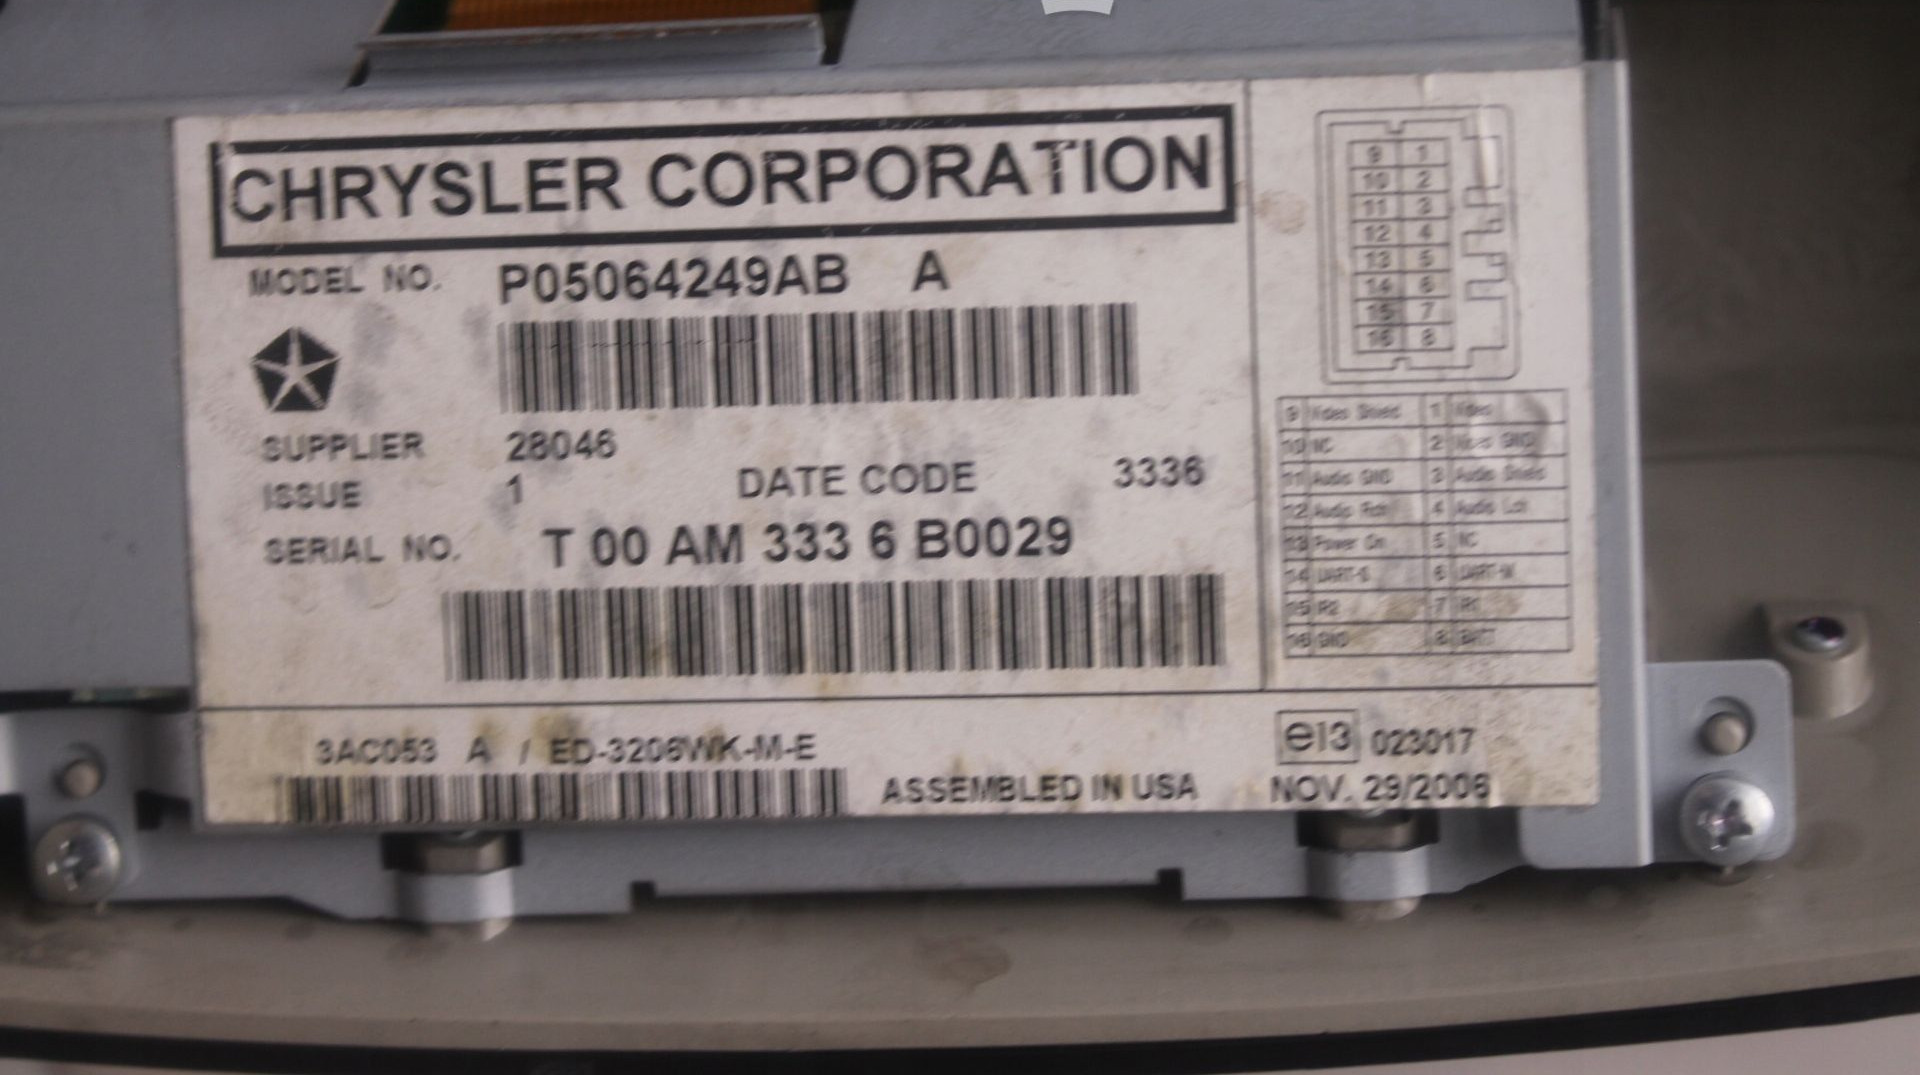 CHRYSLER CORPORATION
MODEL NO. P05064249AB A
SUPPLIER 28046
ISSUE 1 DATE CODE 3336
SERIAL NO. T 00 AM 333 6 B0029
3AC053 A / ED-3206WK-M-E
ASSEMBLED IN USA
e13 023017
NOV. 29/2006
9 1
10 2
11 3
12 4
13 5
14 6
15 7
16 8
9 Video Shield 1 Video
10 NC 2 Video GND
11 Audio GND 3 Audio Shield
12 Audio Rch 4 Audio Lch
13 Power On 5 NC
14 UART-S 6 UART-M
15 IR2 7 IR1
16 GND 8 BATT